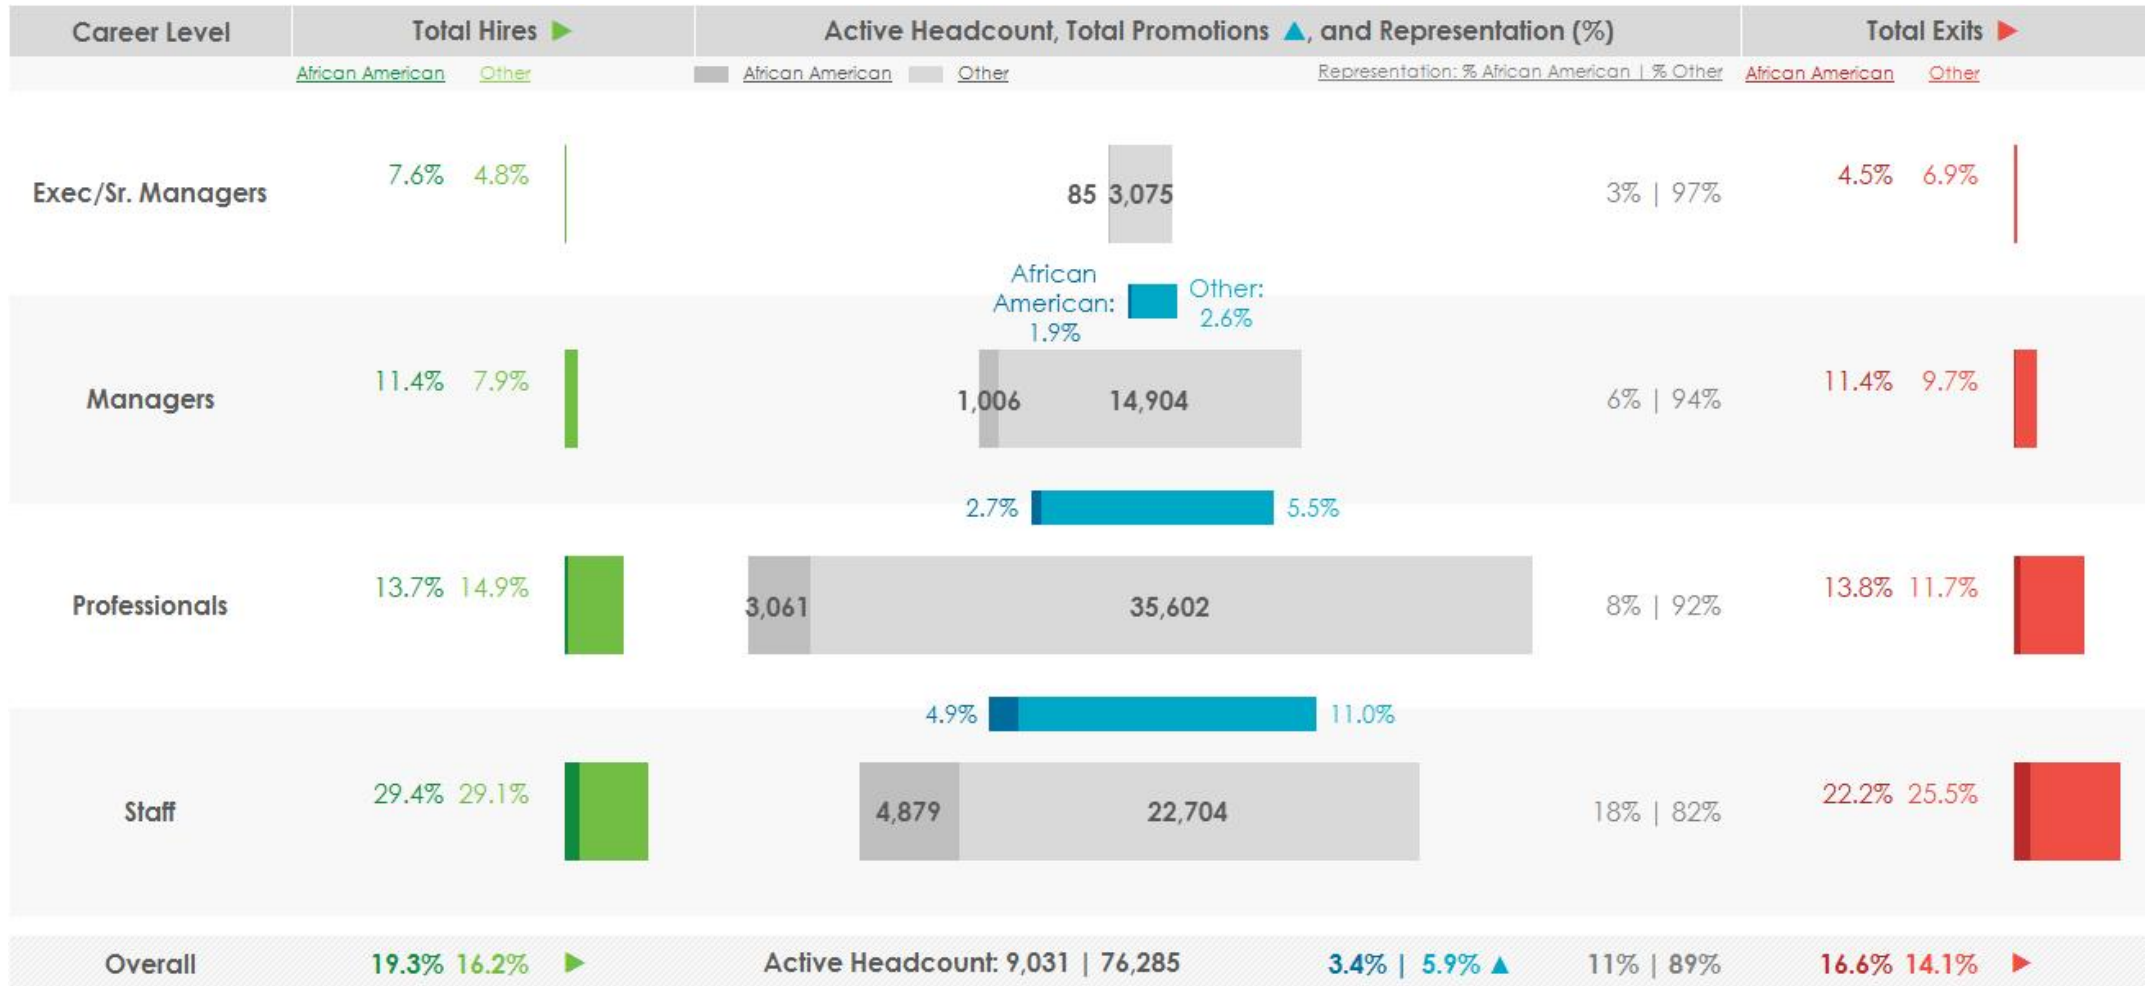 Career Level Total Hires ▶ Active Headcount, Total Promotions ▲, and Representation (%) Total Exits ▶
African American Other African American Other Representation: % African American | % Other African American Other
Exec/Sr. Managers 7.6% 4.8% 85 3,075 3% | 97% 4.5% 6.9%
African
American:
1.9%
Other:
2.6%
Managers 11.4% 7.9% 1,006 14,904 6% | 94% 11.4% 9.7%
2.7% 5.5%
Professionals 13.7% 14.9% 3,061 35,602 8% | 92% 13.8% 11.7%
4.9% 11.0%
Staff 29.4% 29.1% 4,879 22,704 18% | 82% 22.2% 25.5%
Overall 19.3% 16.2% ▶ Active Headcount: 9,031 | 76,285 3.4% | 5.9% ▲ 11% | 89% 16.6% 14.1% ▶